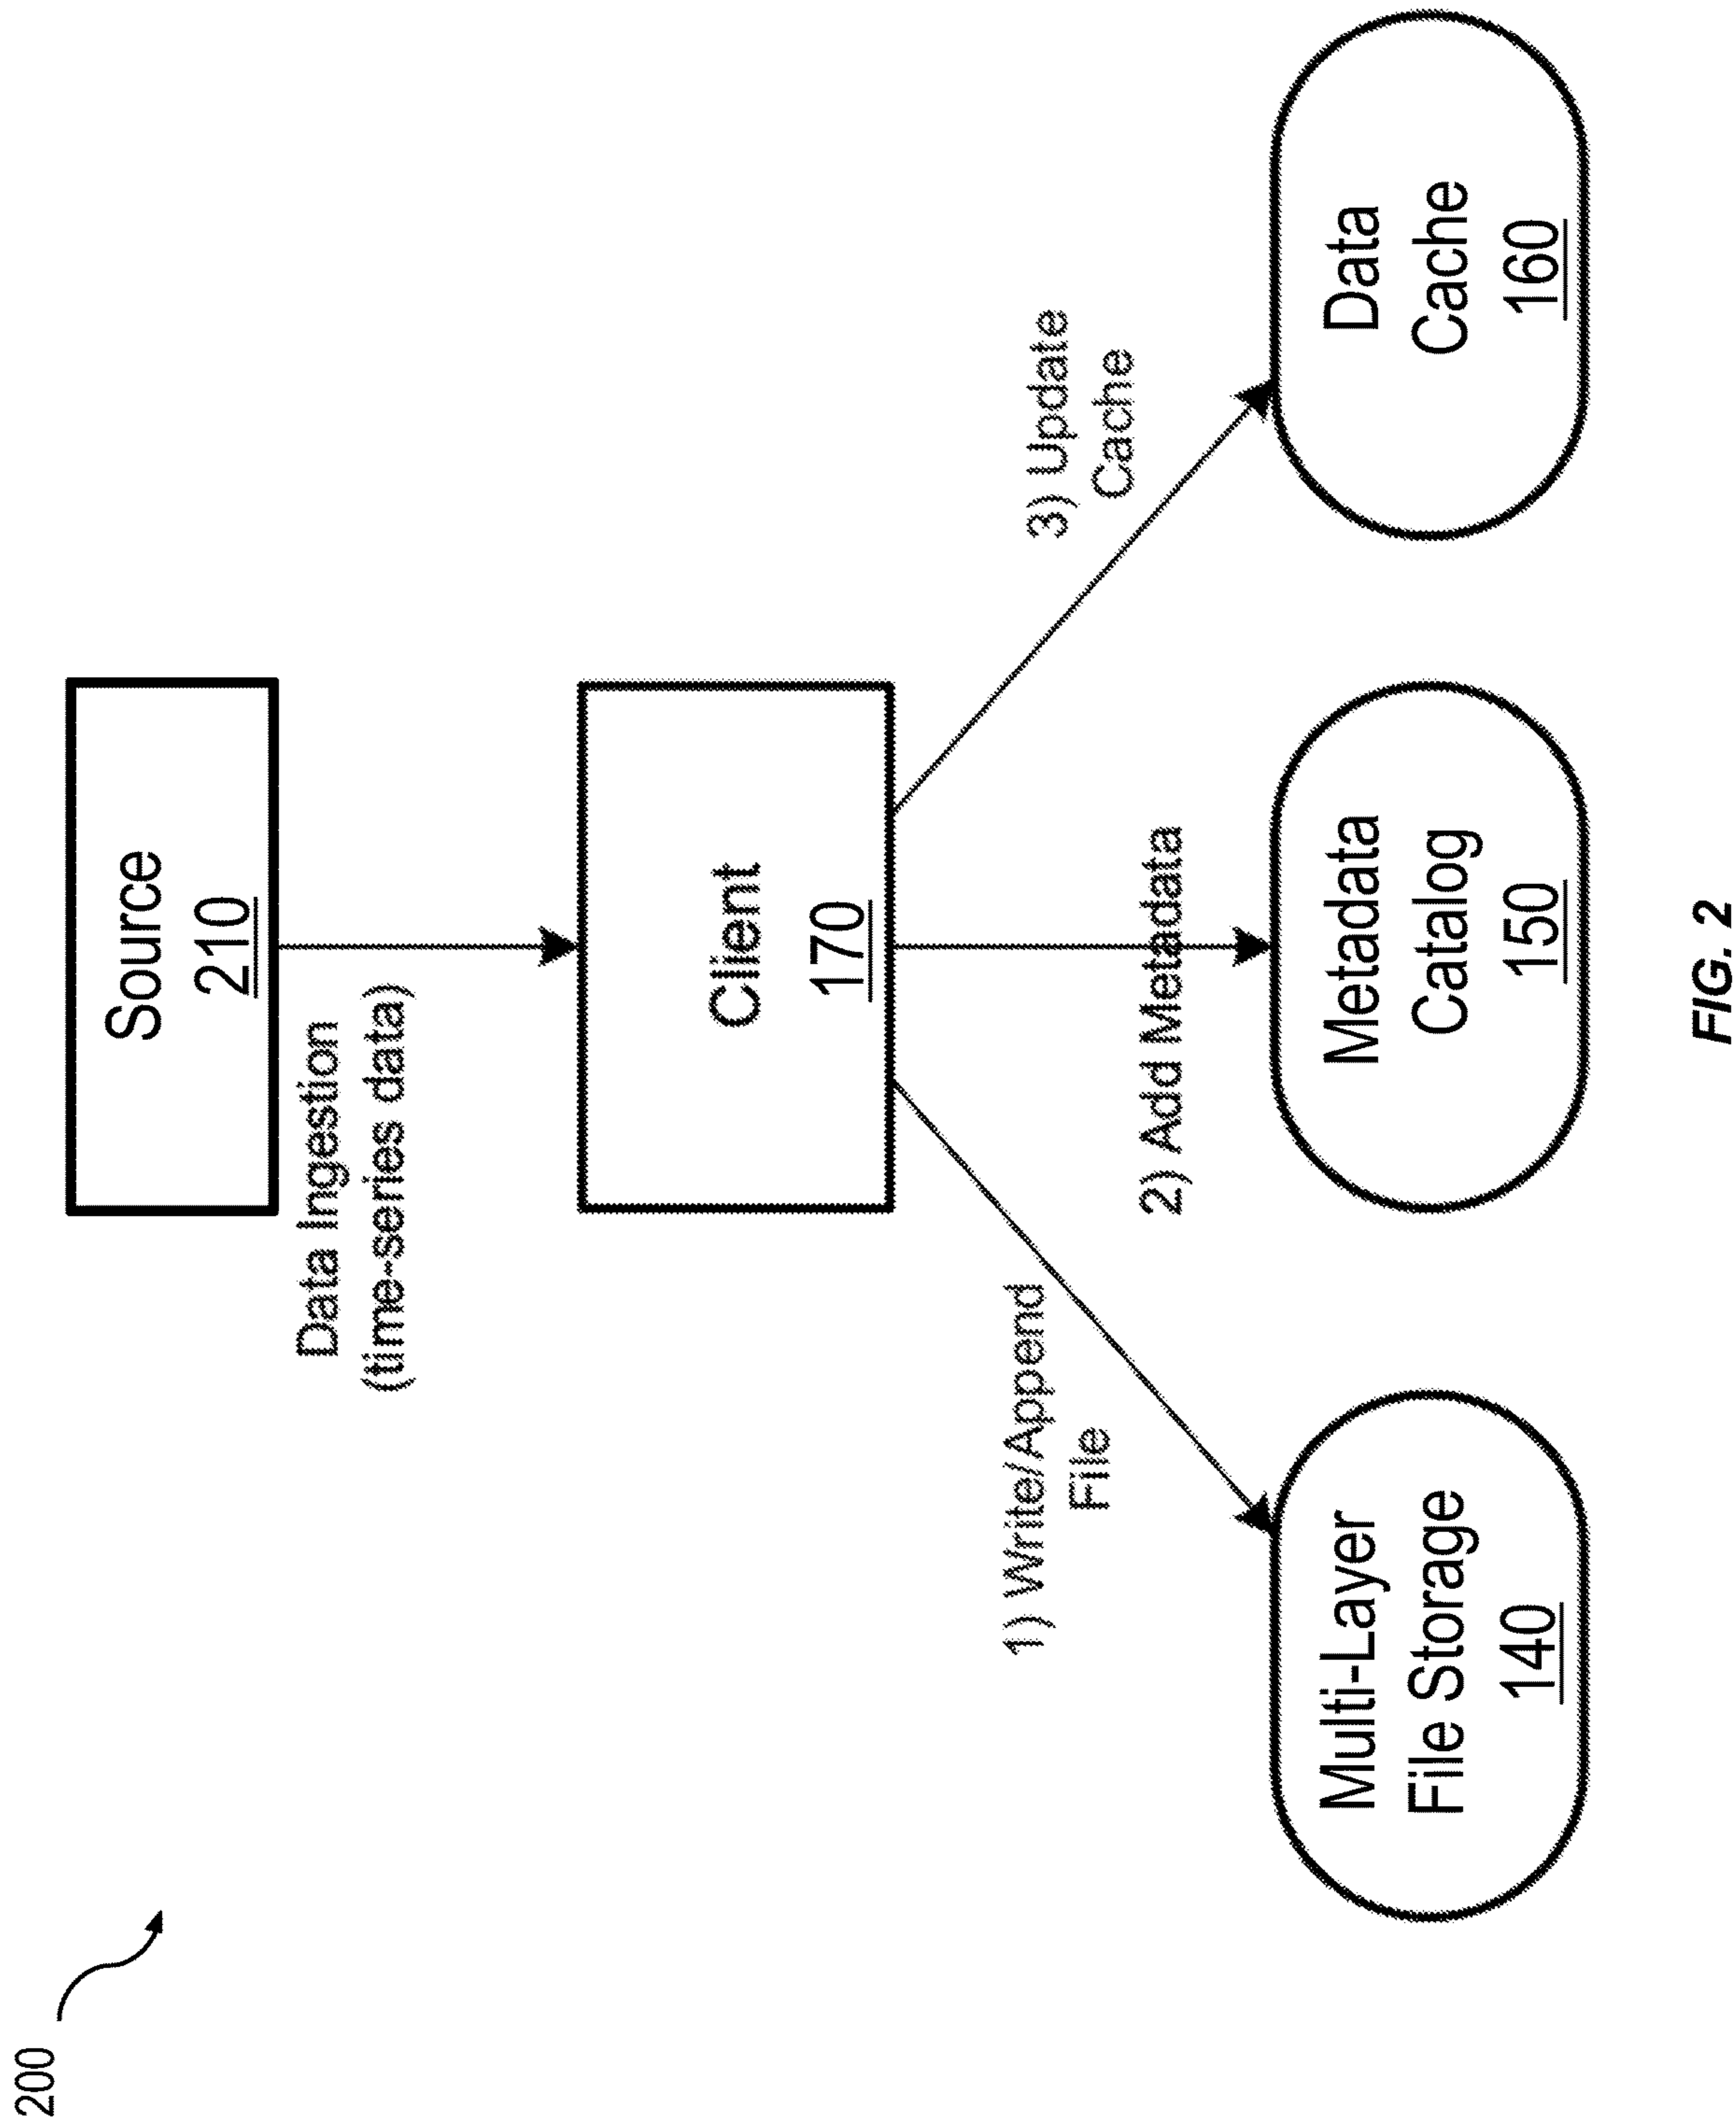 200
Source
210
Data Ingestion
(time-series data)
Client
170
1) Write/Append
File
2) Add Metadata
3) Update
Cache
Multi-Layer
File Storage
140
Metadata
Catalog
150
Data
Cache
160
FIG. 2